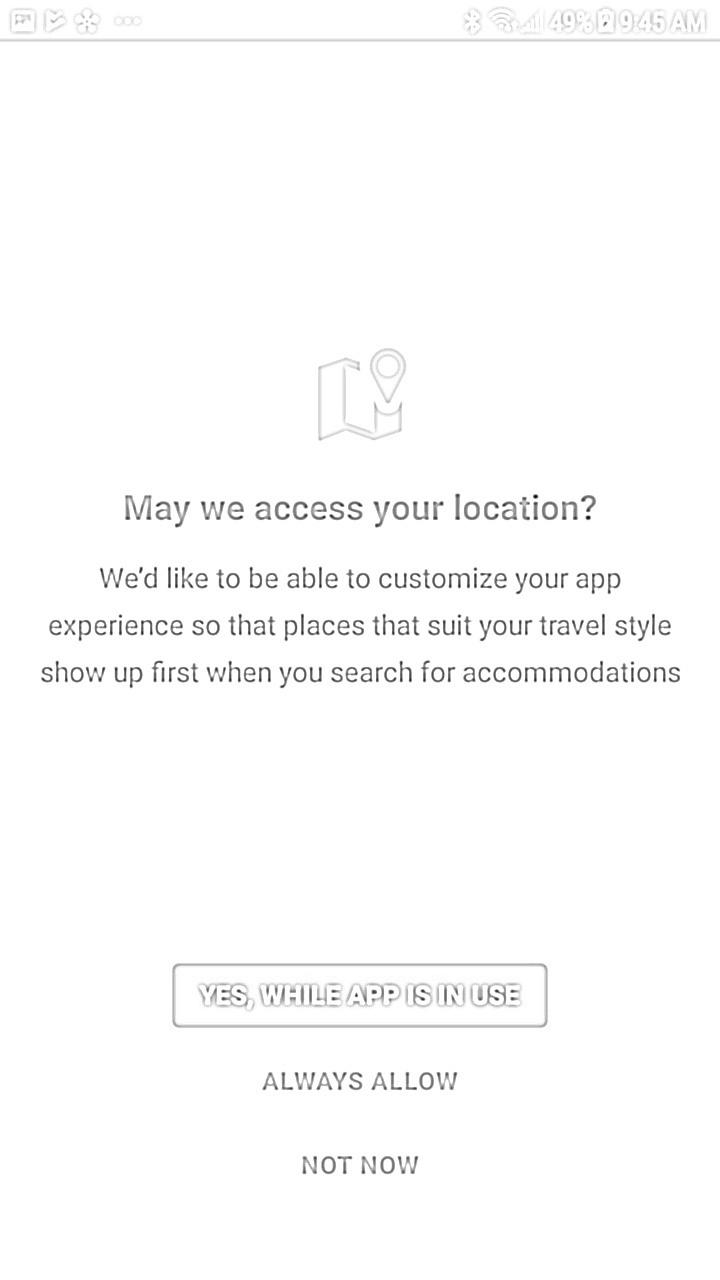 49% 9:45 AM
May we access your location?
We'd like to be able to customize your app
experience so that places that suit your travel style
show up first when you search for accommodations
YES, WHILE APP IS IN USE
ALWAYS ALLOW
NOT NOW